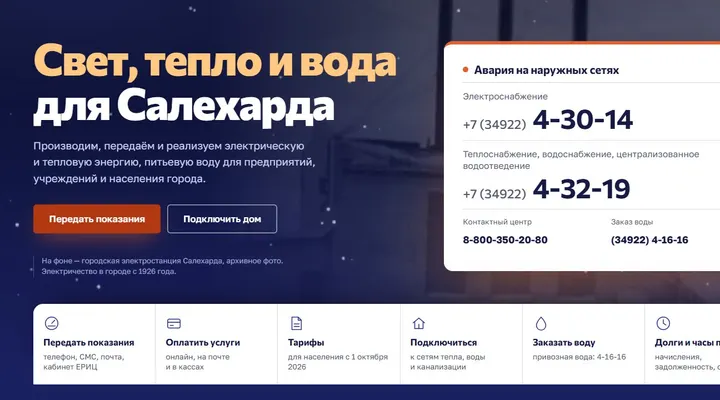 Свет, тепло и вода
для Салехарда
Производим, передаём и реализуем электрическую
и тепловую энергию, питьевую воду для предприятий,
учреждений и населения города.
Передать показания
Подключить дом
На фоне — городская электростанция Салехарда, архивное фото.
Электричество в городе с 1926 года.
Авария на наружных сетях
Электроснабжение
+7 (34922) 4-30-14
Теплоснабжение, водоснабжение, централизованное
водоотведение
+7 (34922) 4-32-19
Контактный центр
8-800-350-20-80
Заказ воды
(34922) 4-16-16
Передать показания
телефон, СМС, почта,
кабинет ЕРИЦ
Оплатить услуги
онлайн, на почте
и в кассах
Тарифы
для населения с 1 октября
2026
Подключиться
к сетям тепла, воды
и канализации
Заказать воду
привозная вода: 4-16-16
Долги и часы
начисления,
задолженность,